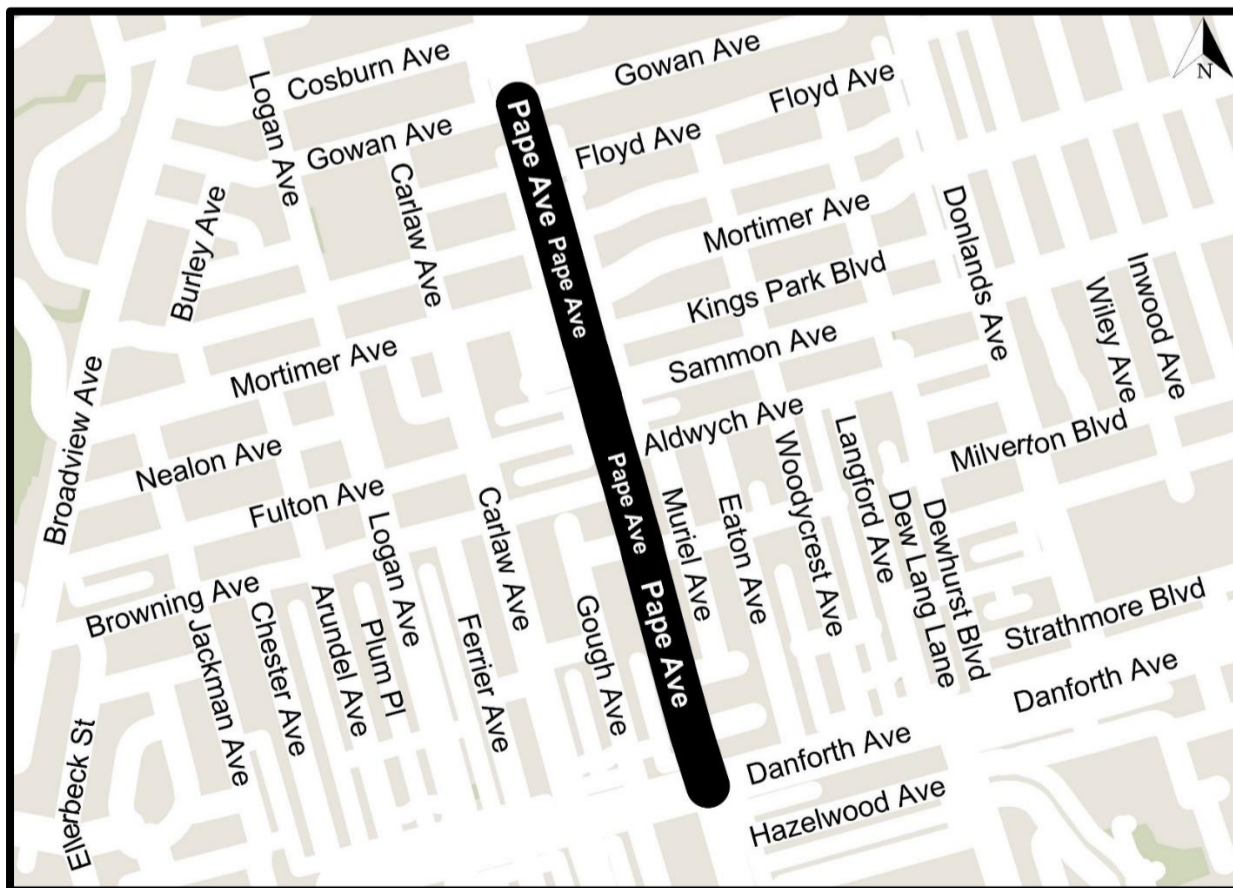 Cosburn Ave
Gowan Ave
Logan Ave
Floyd Ave
N
Pape Ave
Gowan Ave
Floyd Ave
Carlaw Ave
Burley Ave
Mortimer Ave
Donlands Ave
Pape Ave
Kings Park Blvd
Inwood Ave
Wiley Ave
Sammon Ave
Mortimer Ave
Broadview Ave
Aldwych Ave
Milverton Blvd
Nealon Ave
Langford Ave
Woodycrest Ave
Pape Ave
Fulton Ave
Carlaw Ave
Muriel Ave
Eaton Ave
Dew Lang Lane
Dewhurst Blvd
Logan Ave
Browning Ave
Pape Ave
Strathmore Blvd
Chester Ave
Arundel Ave
Plum Pl
Ferrier Ave
Gough Ave
Jackman Ave
Danforth Ave
Danforth Ave
Ellerbeck St
Hazelwood Ave